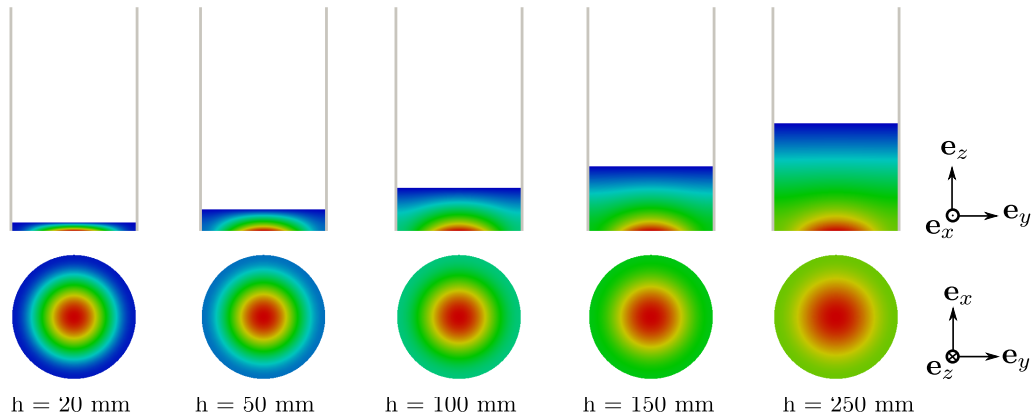 e_z
e_x e_y
e_x
e_z e_y
h = 20 mm h = 50 mm h = 100 mm h = 150 mm h = 250 mm